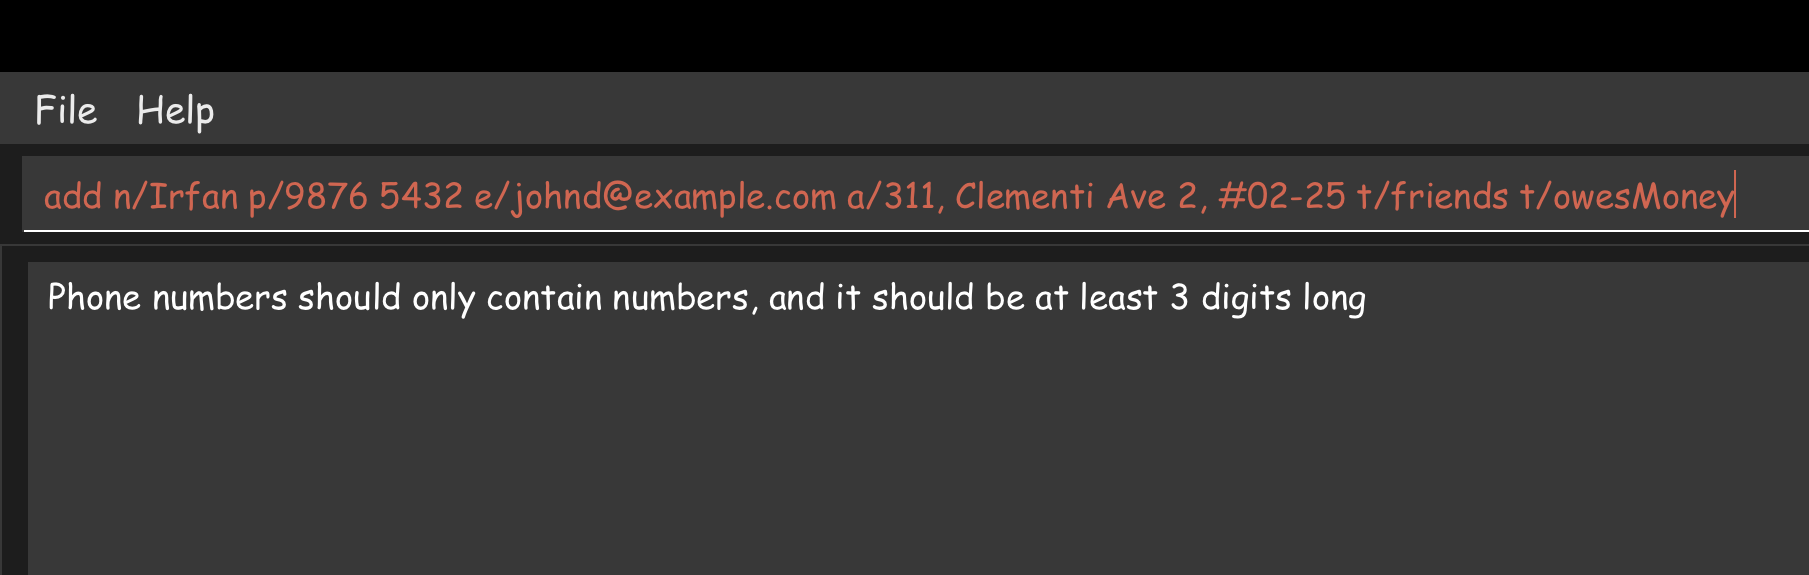 File Help
add n/Irfan p/9876 5432 e/johnd@example.com a/311, Clementi Ave 2, #02-25 t/friends t/owesMoney
Phone numbers should only contain numbers, and it should be at least 3 digits long